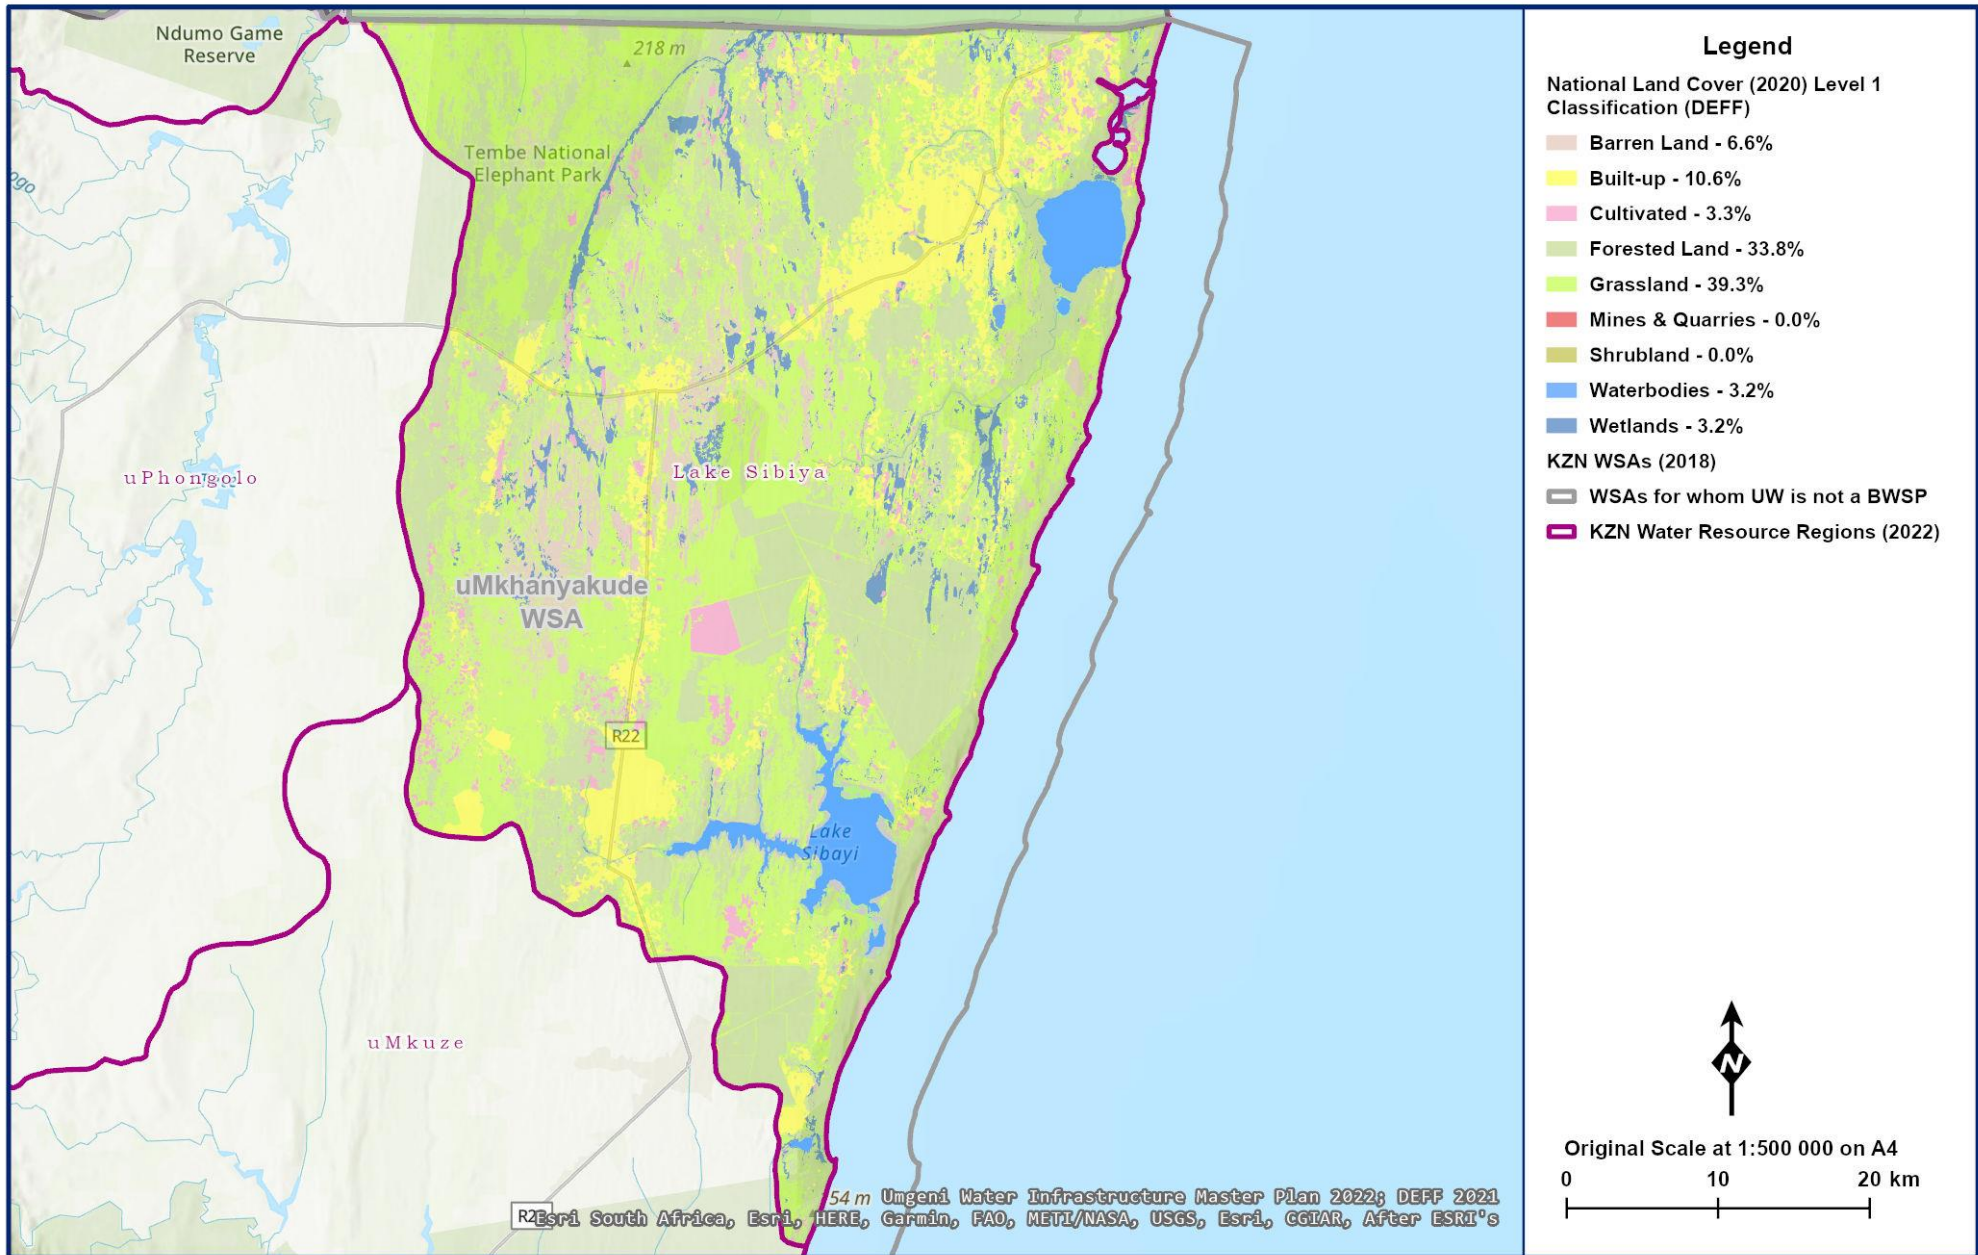 Ndumo Game
Reserve
218 m
Tembe National
Elephant Park
ogo
uPhongolo
Lake Sibiya
uMkhanyakude
WSA
R22
Lake
Sibayi
uMkuze
54 m
R2
Umgeni Water Infrastructure Master Plan 2022; DEFF 2021
Esri South Africa, Esri, HERE, Garmin, FAO, METI/NASA, USGS, Esri, CGIAR, After ESRI's
Legend
National Land Cover (2020) Level 1
Classification (DEFF)
Barren Land - 6.6%
Built-up - 10.6%
Cultivated - 3.3%
Forested Land - 33.8%
Grassland - 39.3%
Mines & Quarries - 0.0%
Shrubland - 0.0%
Waterbodies - 3.2%
Wetlands - 3.2%
KZN WSAs (2018)
WSAs for whom UW is not a BWSP
KZN Water Resource Regions (2022)
N
Original Scale at 1:500 000 on A4
0 10 20 km